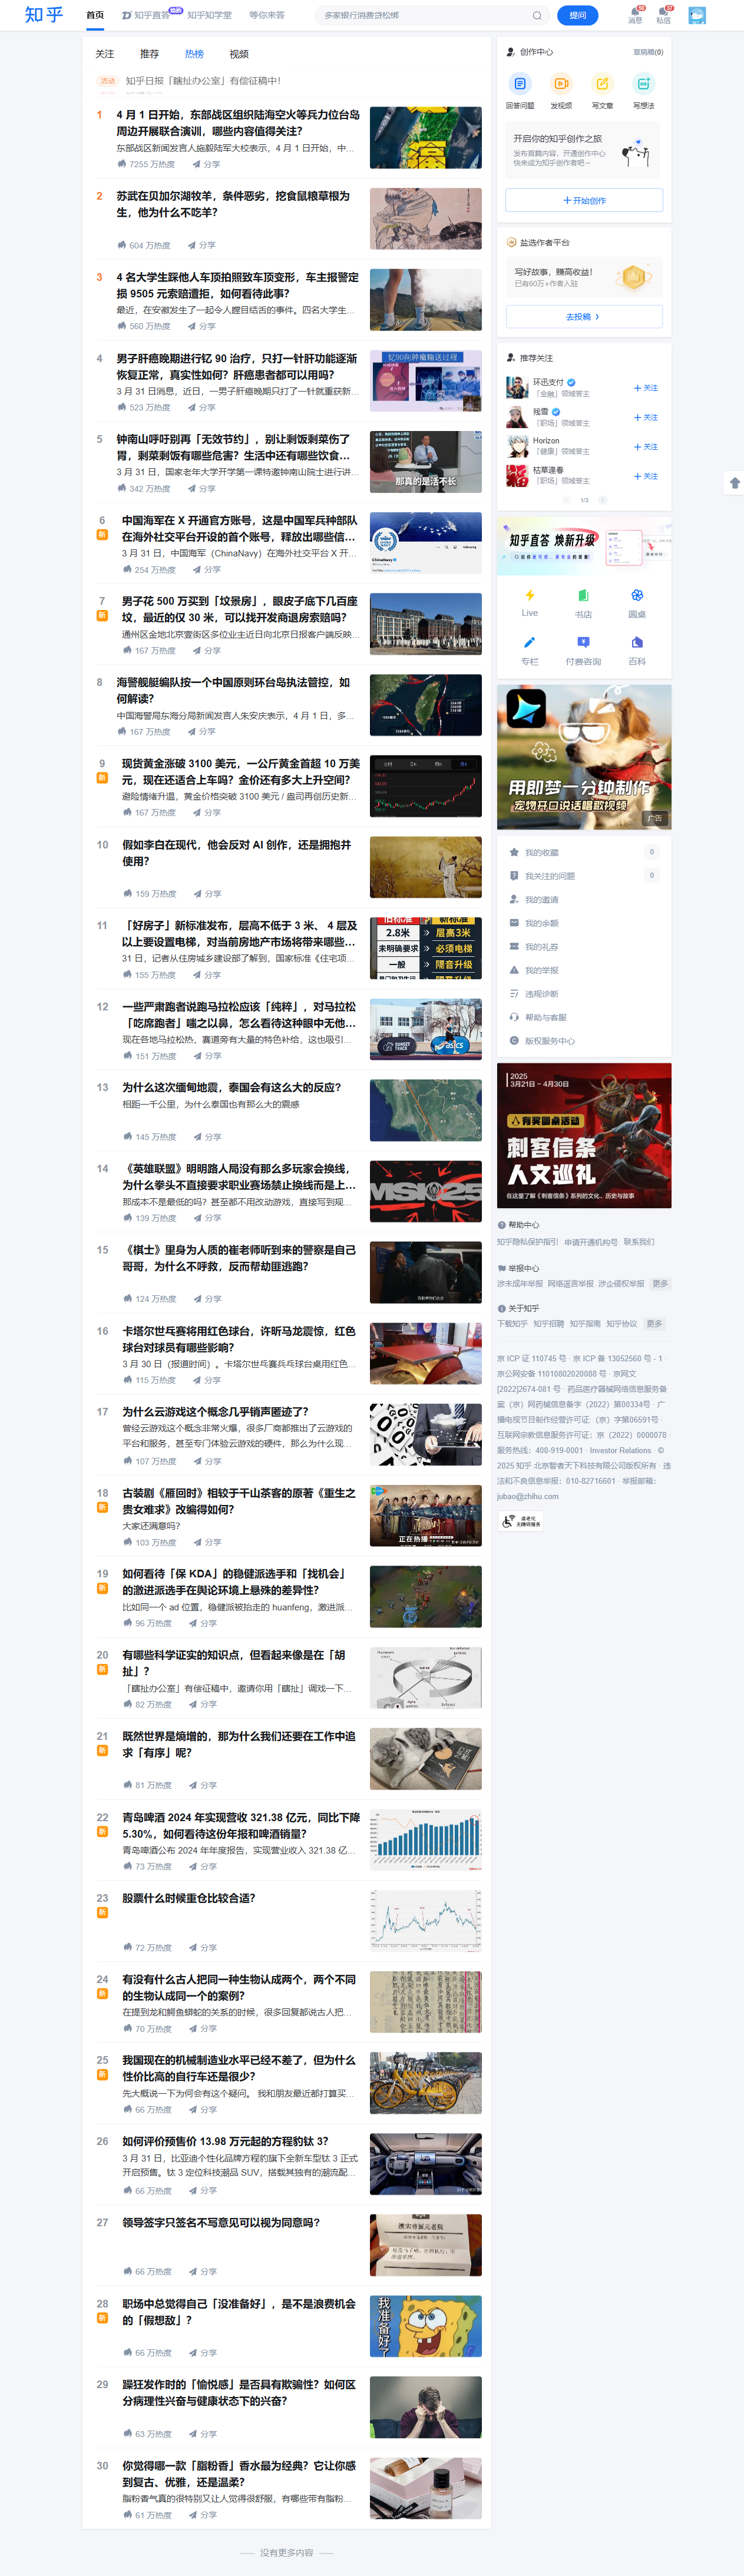 知乎
首页
知乎直答
知乎知学堂
等你来答
多家银行消费贷松绑
提问
消息
私信
关注
推荐
热榜
视频
活动
知乎日报「瞎扯办公室」有偿征稿中!
1
4 月 1 日开始，东部战区组织陆海空火等兵力位台岛
周边开展联合演训，哪些内容值得关注？
东部战区新闻发言人施毅陆军大校表示，4 月 1 日开始，中…
7255 万热度
分享
2
苏武在贝加尔湖牧羊，条件恶劣，挖食鼠粮草根为
生，他为什么不吃羊？
604 万热度
分享
3
4 名大学生踩他人车顶拍照致车顶变形，车主报警定
损 9505 元索赔遭拒，如何看待此事？
最近，在安徽发生了一起令人瞠目结舌的事件。四名大学生…
560 万热度
分享
4
男子肝癌晚期进行钇 90 治疗，只打一针肝功能逐渐
恢复正常，真实性如何？肝癌患者都可以用吗？
3 月 31 日消息，近日，一男子肝癌晚期只打了一针就重获新…
523 万热度
分享
钇90向肿瘤输送过程
5
钟南山呼吁别再「无效节约」，别让剩饭剩菜伤了
胃，剩菜剩饭有哪些危害？生活中还有哪些饮食…
3 月 31 日，国家老年大学开学第一课特邀钟南山院士进行讲…
342 万热度
分享
那真的是活不长
6
新
中国海军在 X 开通官方账号，这是中国军兵种部队
在海外社交平台开设的首个账号，释放出哪些信…
3 月 31 日，中国海军（ChinaNavy）在海外社交平台 X 开…
254 万热度
分享
7
新
男子花 500 万买到「坟景房」，眼皮子底下几百座
坟，最近的仅 30 米，可以找开发商退房索赔吗？
通州区金地北京壹街区多位业主近日向北京日报客户端反映…
167 万热度
分享
8
海警舰艇编队按一个中国原则环台岛执法管控，如
何解读？
中国海警局东海分局新闻发言人朱安庆表示，4 月 1 日，多…
167 万热度
分享
9
新
现货黄金涨破 3100 美元，一公斤黄金首超 10 万美
元，现在还适合上车吗？金价还有多大上升空间？
避险情绪升温，黄金价格突破 3100 美元 / 盎司再创历史新…
167 万热度
分享
10
假如李白在现代，他会反对 AI 创作，还是拥抱并
使用？
159 万热度
分享
11
「好房子」新标准发布，层高不低于 3 米、 4 层及
以上要设置电梯，对当前房地产市场将带来哪些…
31 日，记者从住房城乡建设部了解到，国家标准《住宅项…
155 万热度
分享
2.8米
层高3米
未明确要求
必须电梯
一般
隔音升级
12
一些严肃跑者说跑马拉松应该「纯粹」，对马拉松
「吃席跑者」嗤之以鼻，怎么看待这种眼中无他…
现在各地马拉松热，赛道旁有大量的特色补给，这也吸引…
151 万热度
分享
asics
13
为什么这次缅甸地震，泰国会有这么大的反应？
相距一千公里，为什么泰国也有那么大的震感
145 万热度
分享
14
《英雄联盟》明明路人局没有那么多玩家会换线，
为什么拳头不直接要求职业赛场禁止换线而是上…
那成本不是最低的吗？甚至都不用改动游戏，直接写到规…
139 万热度
分享
15
《棋士》里身为人质的崔老师听到来的警察是自己
哥哥，为什么不呼救，反而帮劫匪逃跑？
124 万热度
分享
16
卡塔尔世乒赛将用红色球台，许昕马龙震惊，红色
球台对球员有哪些影响？
3 月 30 日（报道时间）。卡塔尔世乒赛兵乓球台桌用红色…
115 万热度
分享
17
为什么云游戏这个概念几乎销声匿迹了？
曾经云游戏这个概念非常火爆，很多厂商都推出了云游戏的
平台和服务，甚至专门体验云游戏的硬件，那么为什么现…
107 万热度
分享
18
新
古装剧《雁回时》相较于千山茶客的原著《重生之
贵女难求》改编得如何？
大家还满意吗？
103 万热度
分享
正在热播
19
新
如何看待「保 KDA」的稳健派选手和「找机会」
的激进派选手在舆论环境上悬殊的差异性？
比如同一个 ad 位置，稳健派被抬走的 huanfeng，激进派…
96 万热度
分享
20
新
有哪些科学证实的知识点，但看起来像是在「胡
扯」？
「瞎扯办公室」有偿征稿中，邀请你用「瞎扯」调戏一下…
82 万热度
分享
21
新
既然世界是熵增的，那为什么我们还要在工作中追
求「有序」呢？
81 万热度
分享
22
新
青岛啤酒 2024 年实现营收 321.38 亿元，同比下降
5.30%，如何看待这份年报和啤酒销量？
青岛啤酒公布 2024 年年度报告，实现营业收入 321.38 亿…
73 万热度
分享
23
新
股票什么时候重仓比较合适？
72 万热度
分享
24
新
有没有什么古人把同一种生物认成两个，两个不同
的生物认成同一个的案例？
在提到龙和鳄鱼蟒蛇的关系的时候，很多回复都说古人把…
70 万热度
分享
25
新
我国现在的机械制造业水平已经不差了，但为什么
性价比高的自行车还是很少？
先大概说一下为何会有这个疑问。 我和朋友最近都打算买…
66 万热度
分享
26
如何评价预售价 13.98 万元起的方程豹钛 3？
3 月 31 日，比亚迪个性化品牌方程豹旗下全新车型钛 3 正式
开启预售。钛 3 定位科技潮品 SUV，搭载其独有的潮流配…
66 万热度
分享
27
领导签字只签名不写意见可以视为同意吗？
66 万热度
分享
28
新
职场中总觉得自己「没准备好」，是不是浪费机会
的「假想敌」？
66 万热度
分享
我准备好了
29
躁狂发作时的「愉悦感」是否具有欺骗性？如何区
分病理性兴奋与健康状态下的兴奋？
63 万热度
分享
30
你觉得哪一款「脂粉香」香水最为经典？它让你感
到复古、优雅，还是温柔？
脂粉香气真的很特别又让人觉得很舒服，有哪些带有脂粉…
61 万热度
分享
没有更多内容
创作中心
草稿箱(0)
回答问题
发视频
写文章
写想法
开启你的知乎创作之旅
发布首篇内容，开通创作中心
快来成为知乎创作者吧～
开始创作
盐选作者平台
写好故事，赚高收益！
已有60万+作者入驻
去投稿
推荐关注
环迅支付
「金融」领域答主
关注
残雪
「职场」领域答主
关注
Horizon
「健康」领域答主
关注
枯草逢春
「职场」领域答主
关注
1/3
知乎直答 焕新升级
Live
书店
圆桌
专栏
付费咨询
百科
用即梦一分钟制作
宠物开口说话唱歌视频
广告
我的收藏
0
我关注的问题
0
我的邀请
我的余额
我的礼券
我的举报
违规诊断
帮助与客服
版权服务中心
2025
3月21日 - 4月30日
有奖圆桌活动
刺客信条
人文巡礼
在这里了解《刺客信条》系列的文化、历史与故事
帮助中心
知乎隐私保护指引
申请开通机构号
联系我们
举报中心
涉未成年举报
网络谣言举报
涉企侵权举报
更多
关于知乎
下载知乎
知乎招聘
知乎指南
知乎协议
更多
京 ICP 证 110745 号 · 京 ICP 备 13052560 号 - 1 ·
京公网安备 11010802020088 号 · 京网文
[2022]2674-081 号 · 药品医疗器械网络信息服务备
案（京）网药械信息备字（2022）第00334号 · 广
播电视节目制作经营许可证:（京）字第06591号 ·
互联网宗教信息服务许可证：京（2022）0000078 ·
服务热线：400-919-0001 · Investor Relations · ©
2025 知乎 北京智者天下科技有限公司版权所有 · 违
法和不良信息举报：010-82716601 · 举报邮箱：
jubao@zhihu.com
适老化
无障碍服务